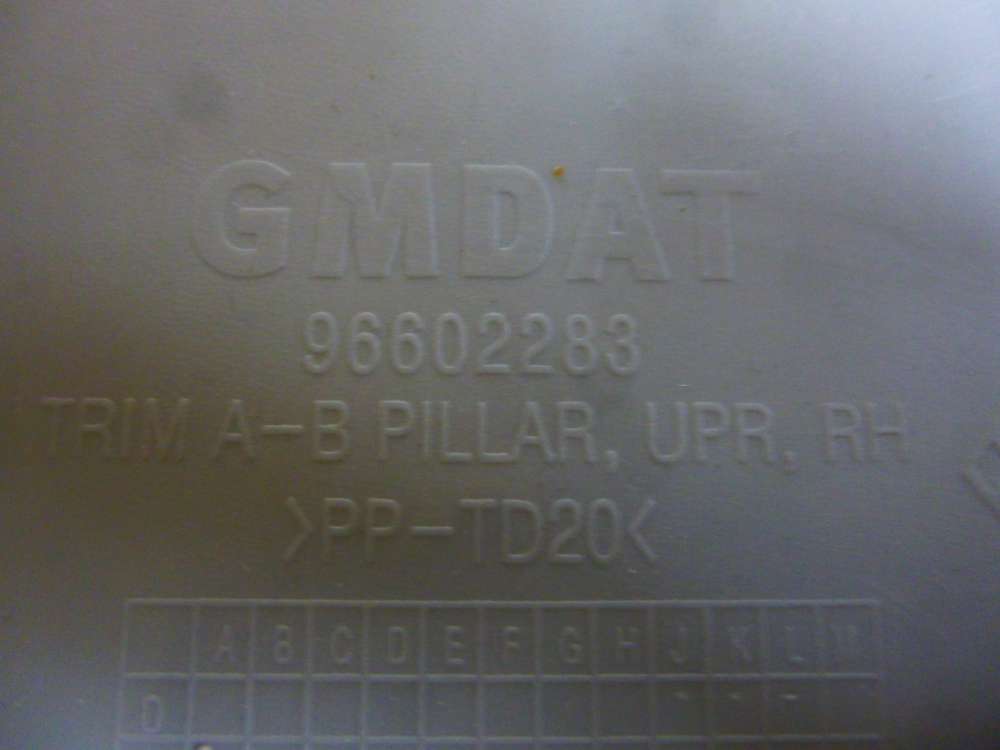 GMDAT
96602283
TRIM A-B PILLAR, UPR, RH
>PP-TD20<
A B C D E F G H J K L M
0